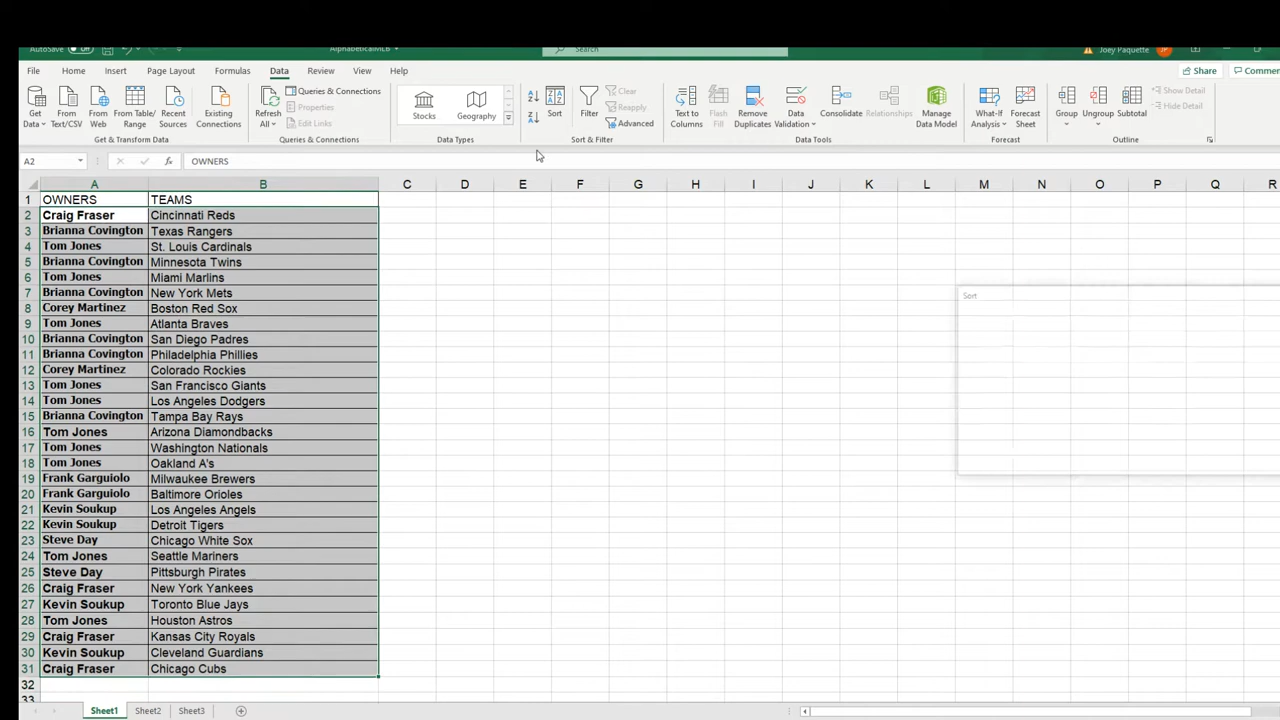 AutoSave Off AlphabeticalMLB Search Joey Paquette
File Home Insert Page Layout Formulas Data Review View Help Share Comme
Get Data From Text/CSV From Web From Table/Range Recent Sources Existing Connections
Get & Transform Data
Refresh All Queries & Connections Properties Edit Links
Queries & Connections
Stocks Geography
Data Types
Sort Filter Clear Reapply Advanced
Sort & Filter
Text to Columns Flash Fill Remove Duplicates Data Validation Consolidate Relationships Manage Data Model
Data Tools
What-If Analysis Forecast Sheet
Forecast
Group Ungroup Subtotal Show Detail Hide Detail
Outline
A2 fx OWNERS
A B C D E F G H I J K L M N O P Q R
1 OWNERS TEAMS
2 Craig Fraser Cincinnati Reds
3 Brianna Covington Texas Rangers
4 Tom Jones St. Louis Cardinals
5 Brianna Covington Minnesota Twins
6 Tom Jones Miami Marlins
7 Brianna Covington New York Mets
8 Corey Martinez Boston Red Sox
9 Tom Jones Atlanta Braves
10 Brianna Covington San Diego Padres
11 Brianna Covington Philadelphia Phillies
12 Corey Martinez Colorado Rockies
13 Tom Jones San Francisco Giants
14 Tom Jones Los Angeles Dodgers
15 Brianna Covington Tampa Bay Rays
16 Tom Jones Arizona Diamondbacks
17 Tom Jones Washington Nationals
18 Tom Jones Oakland A's
19 Frank Garguiolo Milwaukee Brewers
20 Frank Garguiolo Baltimore Orioles
21 Kevin Soukup Los Angeles Angels
22 Kevin Soukup Detroit Tigers
23 Steve Day Chicago White Sox
24 Tom Jones Seattle Mariners
25 Steve Day Pittsburgh Pirates
26 Craig Fraser New York Yankees
27 Kevin Soukup Toronto Blue Jays
28 Tom Jones Houston Astros
29 Craig Fraser Kansas City Royals
30 Kevin Soukup Cleveland Guardians
31 Craig Fraser Chicago Cubs
32
33
Sort
Sheet1 Sheet2 Sheet3